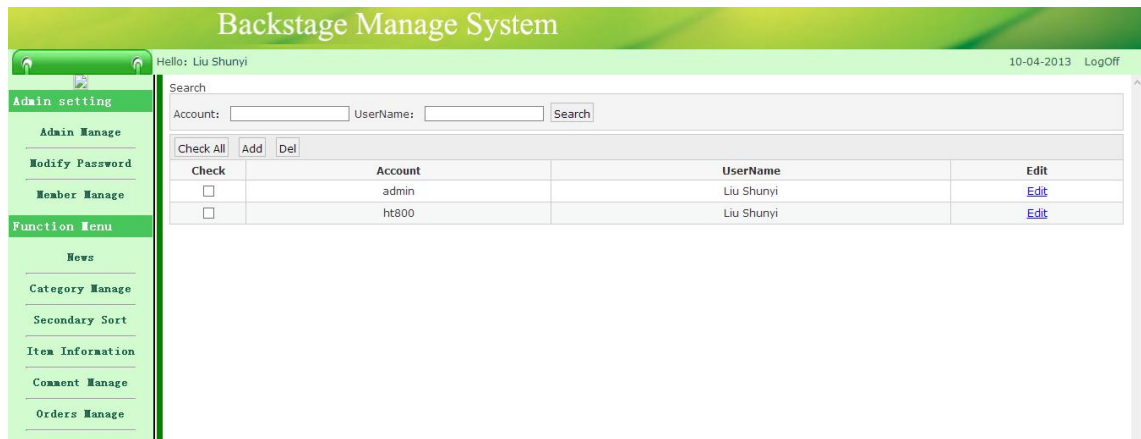 Backstage Manage System
Hello: Liu Shunyi
10-04-2013 LogOff
Admin setting
Admin Manage
Modify Password
Member Manage
Function Menu
News
Category Manage
Secondary Sort
Item Information
Comment Manage
Orders Manage
Search
Account: UserName: Search
Check All Add Del
Check Account UserName Edit
admin Liu Shunyi Edit
ht800 Liu Shunyi Edit